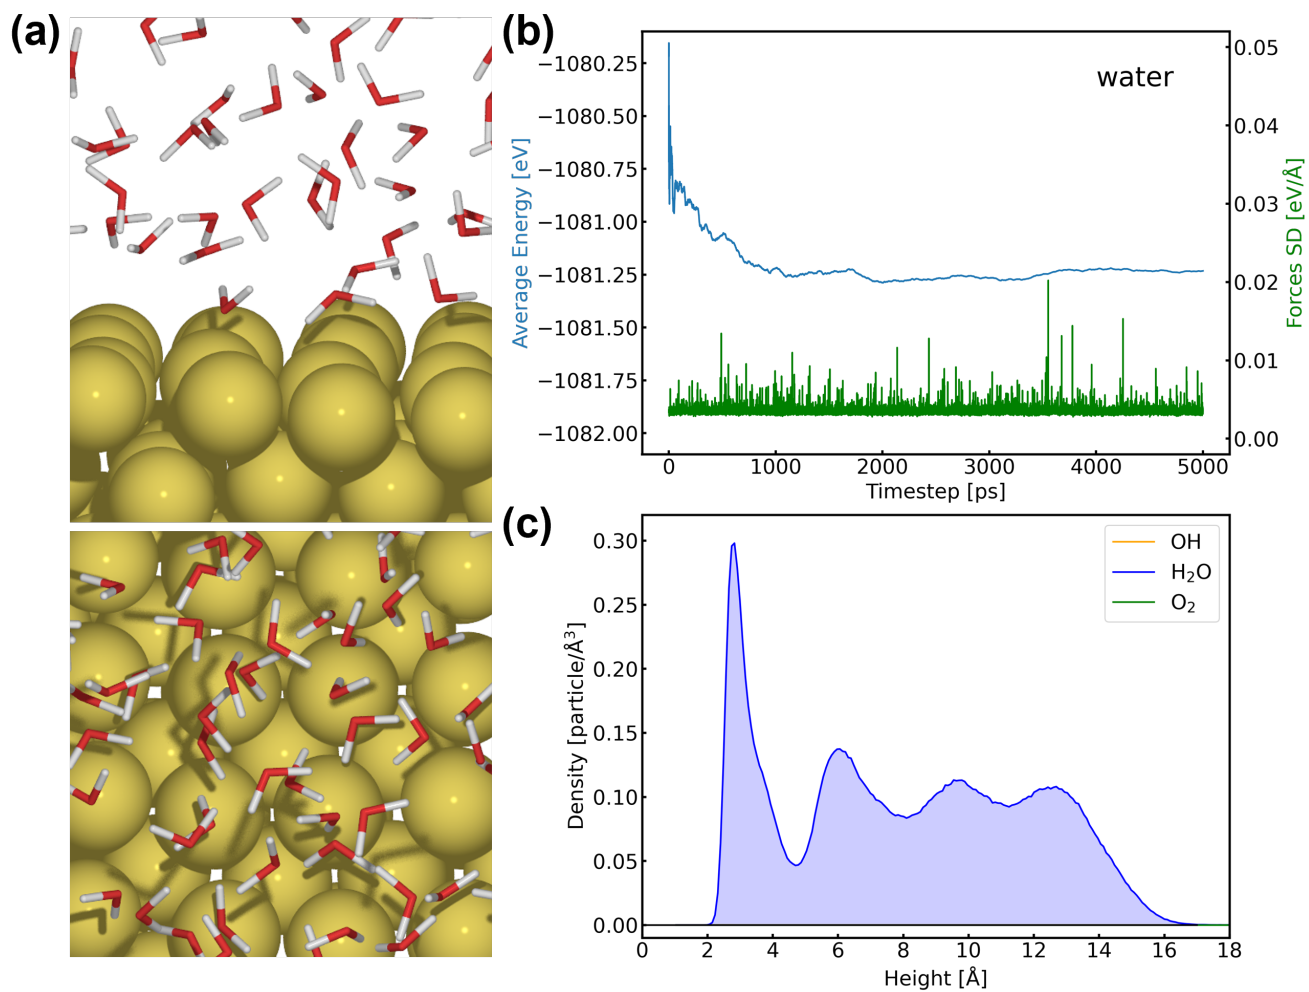 (a)
(b)
water
Average Energy [eV]
−1080.25
−1080.50
−1080.75
−1081.00
−1081.25
−1081.50
−1081.75
−1082.00
0.05
0.04
0.03
0.02
0.01
0.00
Forces SD [eV/Å]
0 1000 2000 3000 4000 5000
Timestep [ps]
(c)
OH
H₂O
O₂
Density [particle/Å³]
0.30
0.25
0.20
0.15
0.10
0.05
0.00
0 2 4 6 8 10 12 14 16 18
Height [Å]